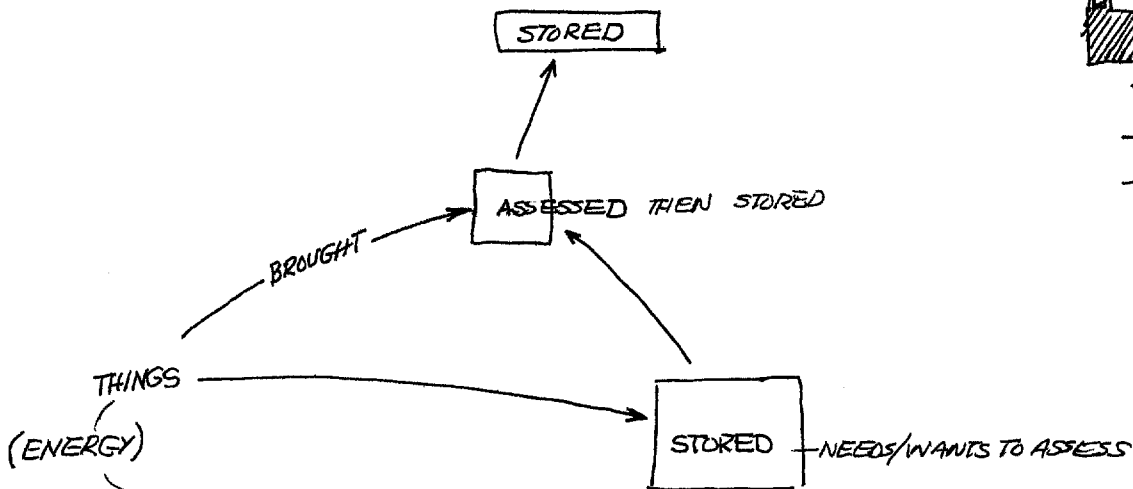 STORED
ASSESSED THEN STORED
BROUGHT
THINGS
(ENERGY)
STORED - NEEDS/WANTS TO ASSESS